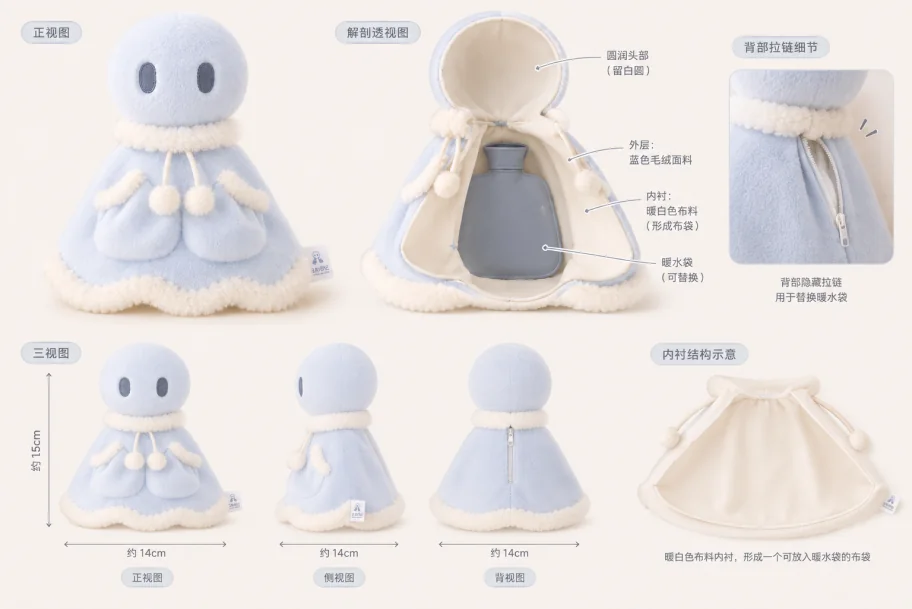 正视图
解剖透视图
背部拉链细节
圆润头部
（留白圆）
外层：
蓝色毛绒面料
内衬：
暖白色布料
（形成布袋）
暖水袋
（可替换）
背部隐藏拉链
用于替换暖水袋
三视图
内衬结构示意
约 15cm
约 14cm
约 14cm
约 14cm
正视图
侧视图
背视图
暖白色布料内衬，形成一个可放入暖水袋的布袋